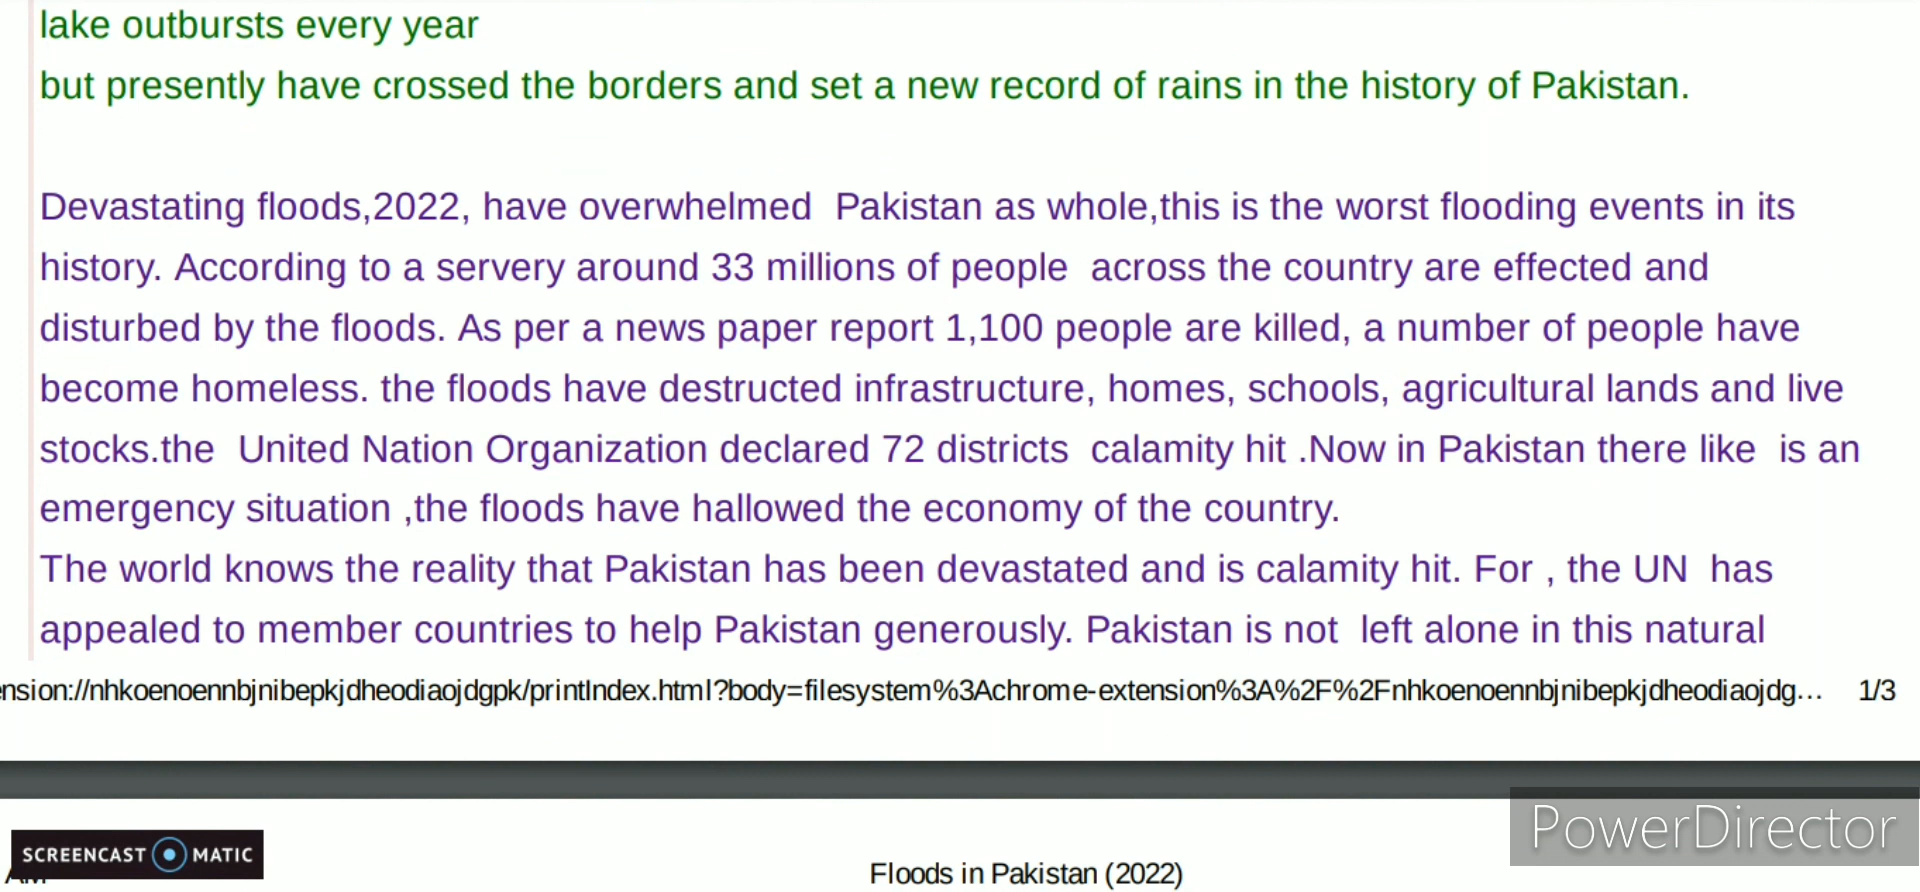 lake outbursts every year
but presently have crossed the borders and set a new record of rains in the history of Pakistan.
Devastating floods,2022, have overwhelmed  Pakistan as whole,this is the worst flooding events in its
history. According to a servery around 33 millions of people  across the country are effected and
disturbed by the floods. As per a news paper report 1,100 people are killed, a number of people have
become homeless. the floods have destructed infrastructure, homes, schools, agricultural lands and live
stocks.the  United Nation Organization declared 72 districts  calamity hit .Now in Pakistan there like  is an
emergency situation ,the floods have hallowed the economy of the country.
The world knows the reality that Pakistan has been devastated and is calamity hit. For , the UN  has
appealed to member countries to help Pakistan generously. Pakistan is not  left alone in this natural
nsion://nhkoenoennbjnibepkjdheodiaojdgpk/printIndex.html?body=filesystem%3Achrome-extension%3A%2F%2Fnhkoenoennbjnibepkjdheodiaojdg... 1/3
PowerDirector
SCREENCAST MATIC
Floods in Pakistan (2022)